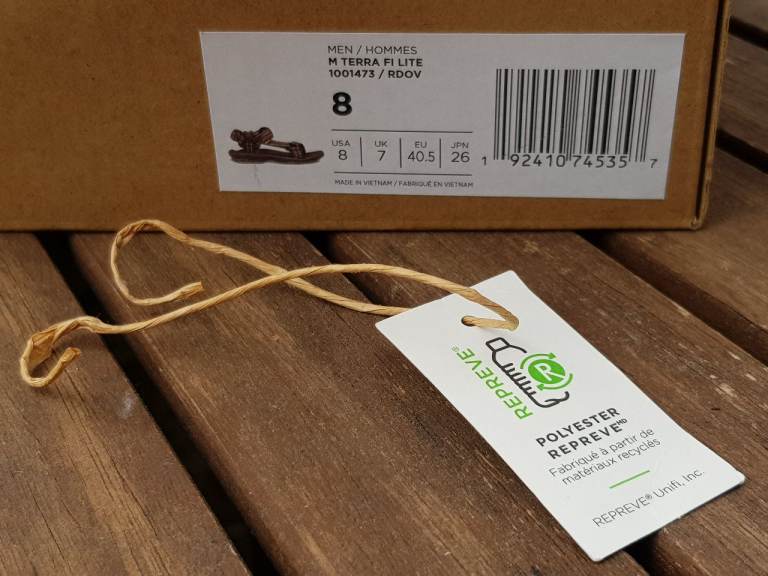 MEN / HOMMES
M TERRA FI LITE
1001473 / RDOV
8
USA UK EU JPN
8 7 40.5 26
MADE IN VIETNAM / FABRIQUÉ EN VIETNAM
1 92410 74535 7
REPREVE®
R
POLYESTER
REPREVEᴹᴰ
Fabriqué à partir de
matériaux recyclés
REPREVE® Unifi, Inc.